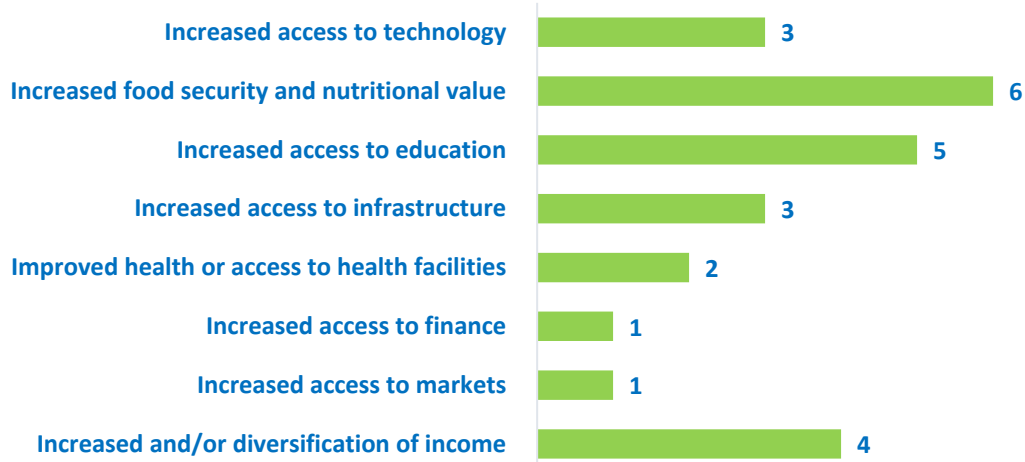 Increased access to technology 3
Increased food security and nutritional value 6
Increased access to education 5
Increased access to infrastructure 3
Improved health or access to health facilities 2
Increased access to finance 1
Increased access to markets 1
Increased and/or diversification of income 4